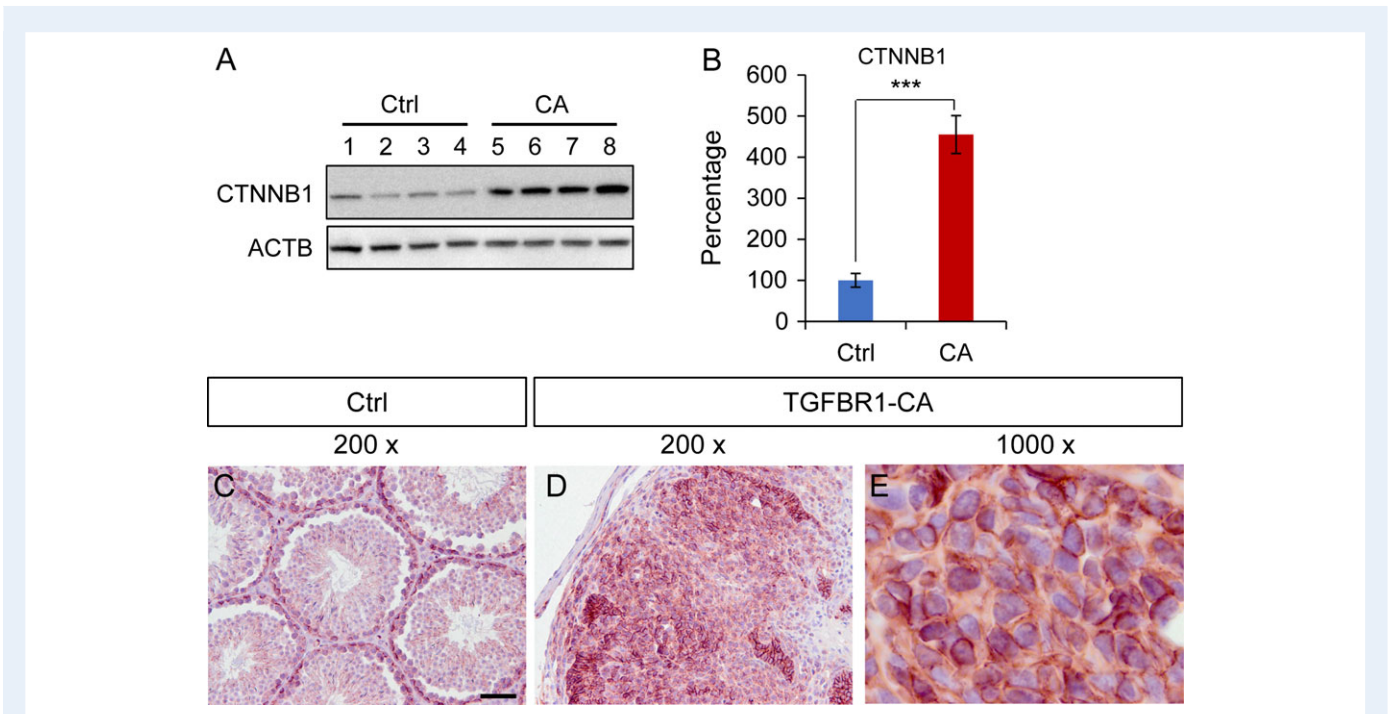 A
Ctrl CA
1 2 3 4 5 6 7 8
CTNNB1
ACTB
B
CTNNB1
***
Percentage
600
500
400
300
200
100
0
Ctrl CA
Ctrl TGFBR1-CA
200 x 200 x 1000 x
C D E